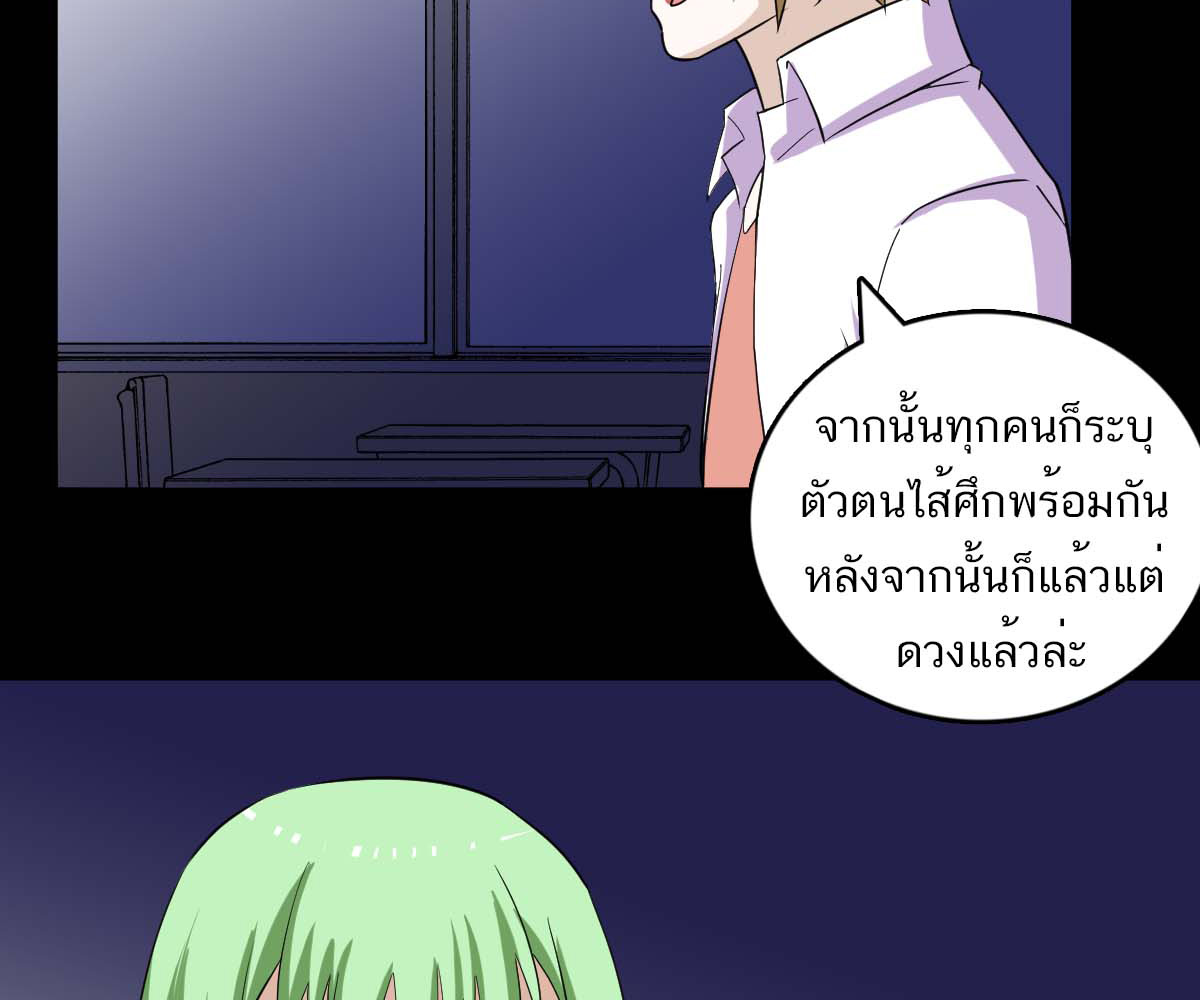 จากนั้นทุกคนก็ระบุ
ตัวตนไส้ศึกพร้อมกัน
หลังจากนั้นก็แล้วแต่
ดวงแล้วล่ะ